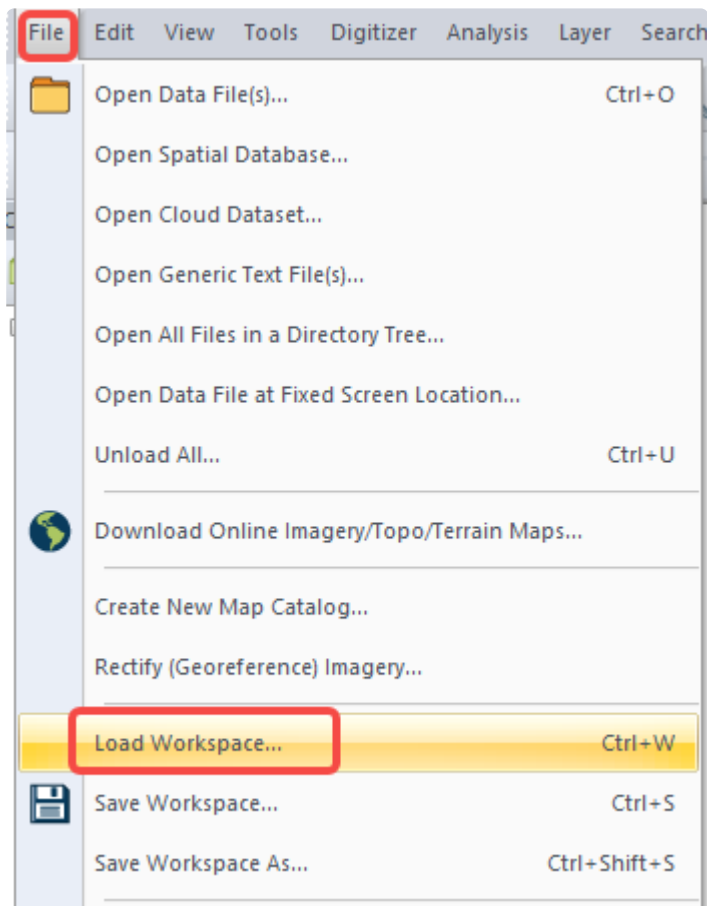 File Edit View Tools Digitizer Analysis Layer Search
Open Data File(s)... Ctrl+O
Open Spatial Database...
Open Cloud Dataset...
Open Generic Text File(s)...
Open All Files in a Directory Tree...
Open Data File at Fixed Screen Location...
Unload All... Ctrl+U
Download Online Imagery/Topo/Terrain Maps...
Create New Map Catalog...
Rectify (Georeference) Imagery...
Load Workspace... Ctrl+W
Save Workspace... Ctrl+S
Save Workspace As... Ctrl+Shift+S